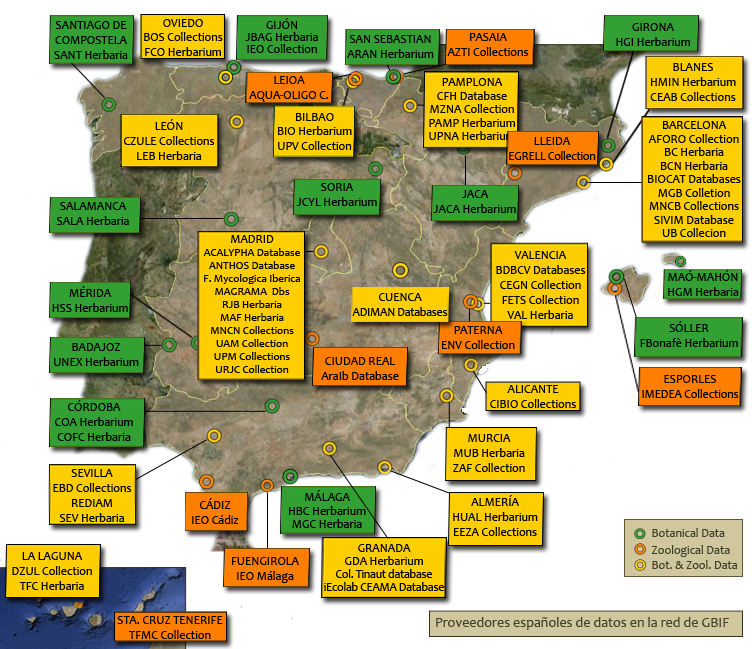 SANTIAGO DE
COMPOSTELA
SANT Herbaria
OVIEDO
BOS Collections
FCO Herbarium
GIJÓN
JBAG Herbaria
IEO Collection
SAN SEBASTIAN
ARAN Herbarium
PASAIA
AZTI Collections
GIRONA
HGI Herbarium
BLANES
HMIN Herbarium
CEAB Collections
LEIOA
AQUA-OLIGO C.
PAMPLONA
CFH Database
MZNA Collection
PAMP Herbarium
UPNA Herbarium
BILBAO
BIO Herbarium
UPV Collection
LEÓN
CZULE Collections
LEB Herbaria
LLEIDA
EGRELL Collection
BARCELONA
AFORO Collection
BC Herbaria
BCN Herbaria
BIOCAT Databases
MGB Colletion
MNCB Collections
SIVIM Database
UB Collecion
SORIA
JCYL Herbarium
JACA
JACA Herbarium
SALAMANCA
SALA Herbaria
MADRID
ACALYPHA Database
ANTHOS Database
F. Mycologica Iberica
MAGRAMA Dbs
RJB Herbaria
MAF Herbaria
MNCN Collections
UAM Collection
UPM Collections
URJC Collection
VALENCIA
BDBCV Databases
CEGN Collection
FETS Collection
VAL Herbaria
MAÓ-MAHÓN
HGM Herbaria
MÉRIDA
HSS Herbarium
CUENCA
ADIMAN Databases
PATERNA
ENV Collection
SÓLLER
FBonafè Herbarium
BADAJOZ
UNEX Herbarium
CIUDAD REAL
AraIb Database
ESPORLES
IMEDEA Collections
ALICANTE
CIBIO Collections
CÓRDOBA
COA Herbarium
COFC Herbaria
MURCIA
MUB Herbaria
ZAF Collection
SEVILLA
EBD Collections
REDIAM
SEV Herbaria
CÁDIZ
IEO Cádiz
MÁLAGA
HBC Herbarium
MGC Herbaria
ALMERÍA
HUAL Herbarium
EEZA Collections
FUENGIROLA
IEO Málaga
GRANADA
GDA Herbarium
Col. Tinaut database
iEcolab CEAMA Database
LA LAGUNA
DZUL Collection
TFC Herbaria
STA. CRUZ TENERIFE
TFMC Collection
Botanical Data
Zoological Data
Bot. & Zool. Data
Proveedores españoles de datos en la red de GBIF